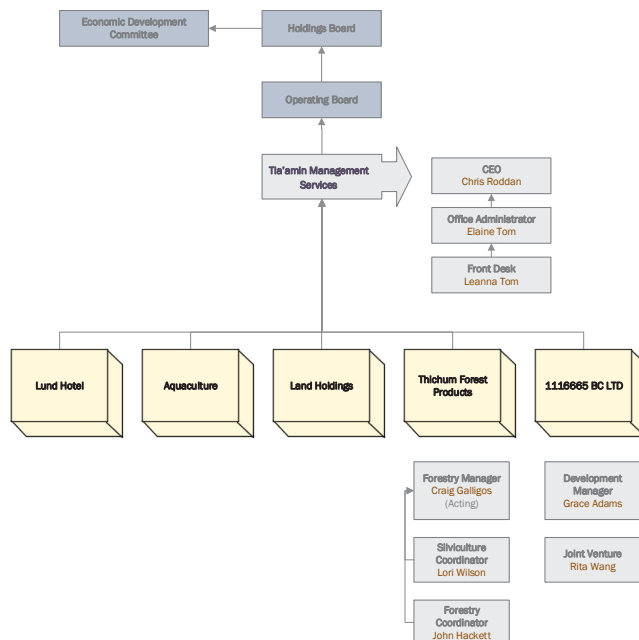 Economic Development
Committee
Holdings Board
Operating Board
Tla'amin Management
Services
CEO
Chris Roddan
Office Administrator
Elaine Tom
Front Desk
Leanna Tom
Lund Hotel
Aquaculture
Land Holdings
Thichum Forest
Products
1116665 BC LTD
Forestry Manager
Craig Galligos
(Acting)
Development
Manager
Grace Adams
Silviculture
Coordinator
Lori Wilson
Joint Venture
Rita Wang
Forestry
Coordinator
John Hackett